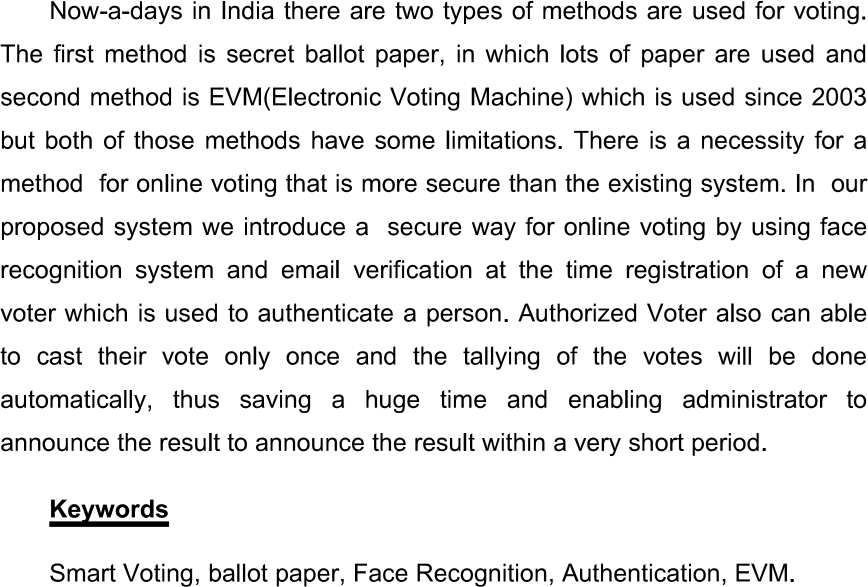 Now-a-days in India there are two types of methods are used for voting.
The first method is secret ballot paper, in which lots of paper are used and
second method is EVM(Electronic Voting Machine) which is used since 2003
but both of those methods have some limitations. There is a necessity for a
method  for online voting that is more secure than the existing system. In  our
proposed system we introduce a  secure way for online voting by using face
recognition system and email verification at the time registration of a new
voter which is used to authenticate a person. Authorized Voter also can able
to cast their vote only once and the tallying of the votes will be done
automatically, thus saving a huge time and enabling administrator to
announce the result to announce the result within a very short period.
Keywords
Smart Voting, ballot paper, Face Recognition, Authentication, EVM.